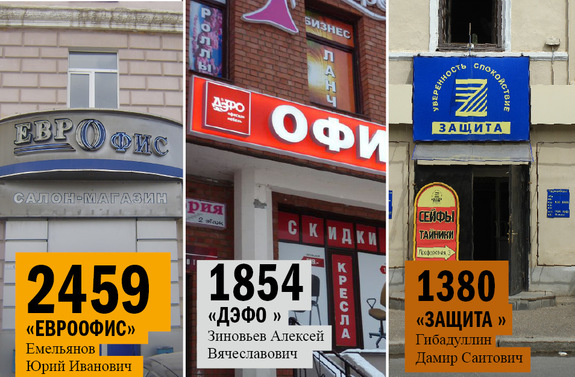 ЕВРОФИС
САЛОН-МАГАЗИН
2459
«ЕВРООФИС»
Емельянов
Юрий Иванович
РОЛЛЫ
БИЗНЕС
ЛАНЧ
ДЭФО
ОФИ
СКИДКИ
КРЕСЛА
1854
«ДЭФО »
Зиновьев Алексей
Вячеславович
УВЕРЕННОСТЬ СПОКОЙСТВИЕ
ЗАЩИТА
СЕЙФЫ
ТАЙНИКИ
1380
«ЗАЩИТА »
Гибадуллин
Дамир Саитович